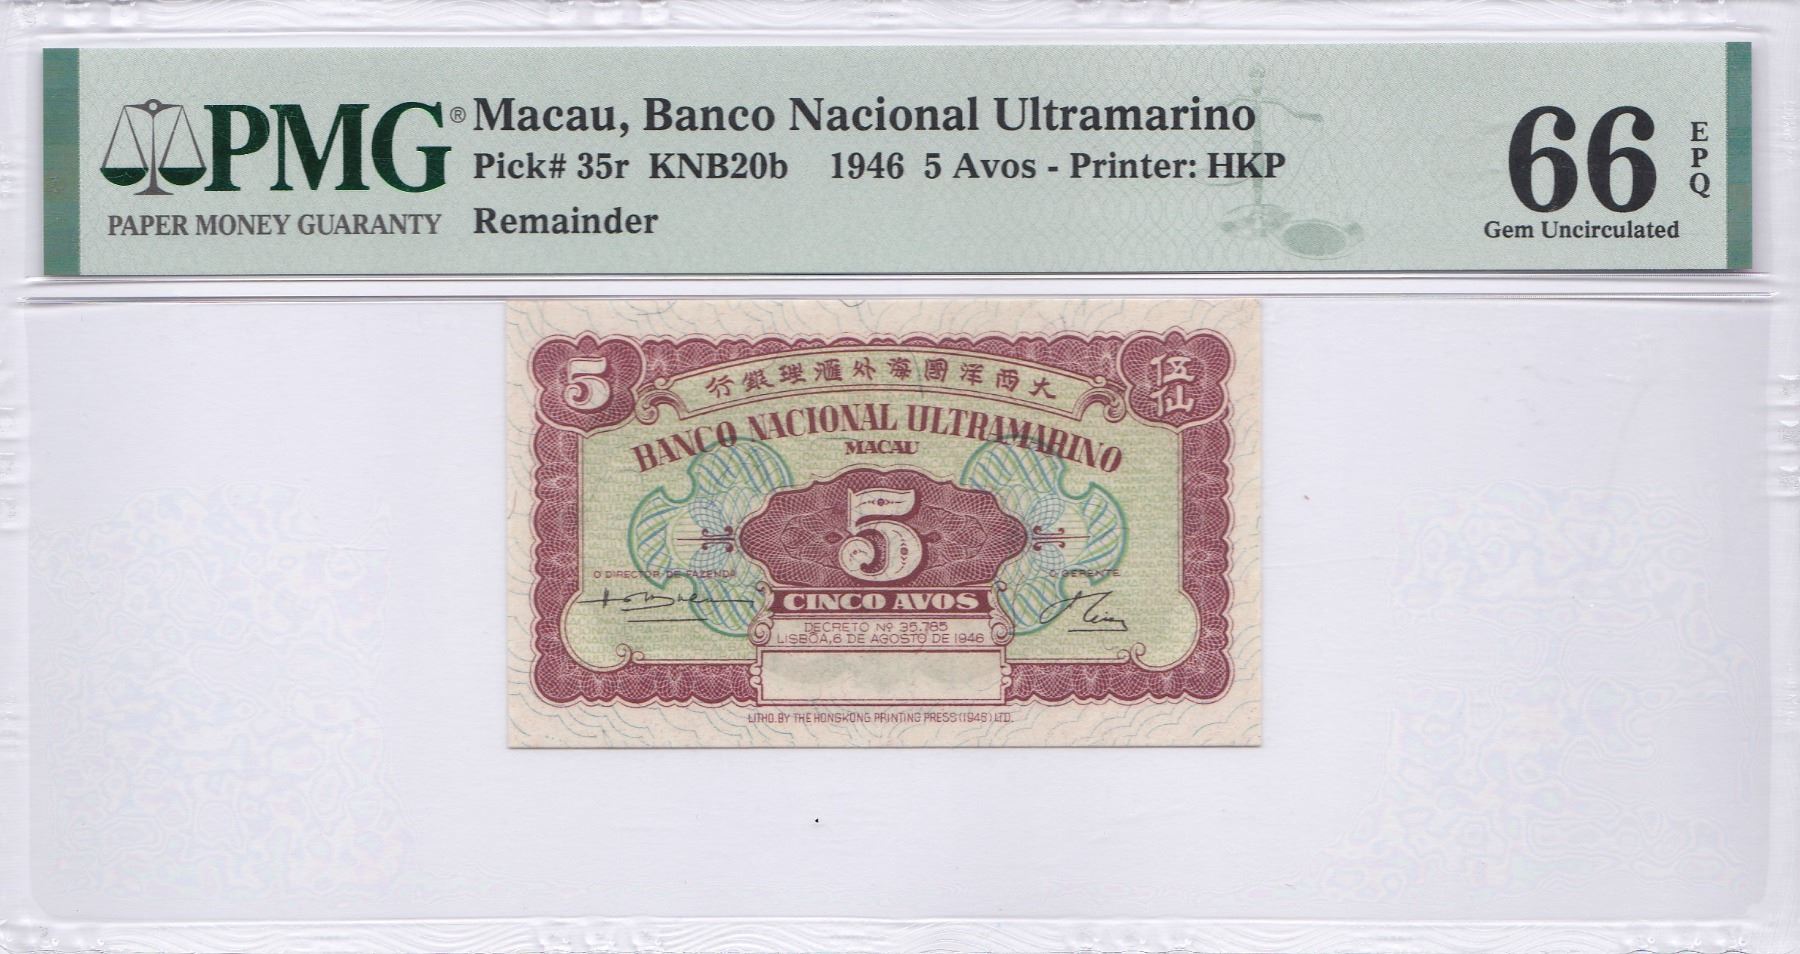 PMG® Macau, Banco Nacional Ultramarino
Pick# 35r KNB20b 1946 5 Avos - Printer: HKP
PAPER MONEY GUARANTY Remainder
66 EPQ
Gem Uncirculated
5 行銀理匯外海國洋西大 伍仙
BANCO NACIONAL ULTRAMARINO
MACAU
5
O DIRECTOR DE FAZENDA O GERENTE
CINCO AVOS
DECRETO Nº 35.785
LISBÔA, 6 DE AGOSTO DE 1946
LITHO. BY THE HONGKONG PRINTING PRESS (1946) LTD.